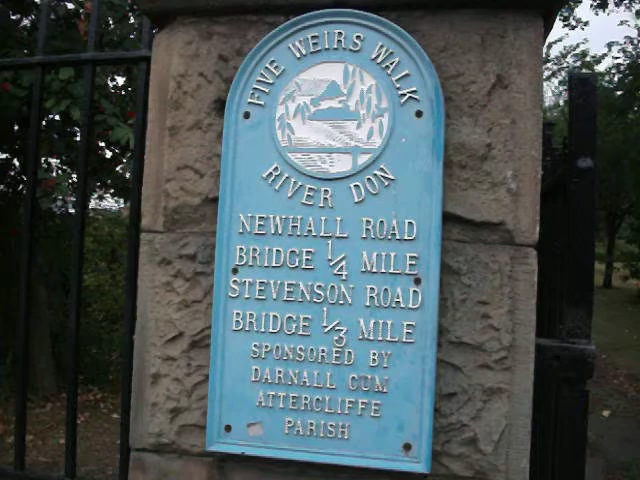 FIVE WEIRS WALK
RIVER DON
NEWHALL ROAD
BRIDGE 1/4 MILE
STEVENSON ROAD
BRIDGE 1/3 MILE
SPONSORED BY
DARNALL CUM
ATTERCLIFFE
PARISH